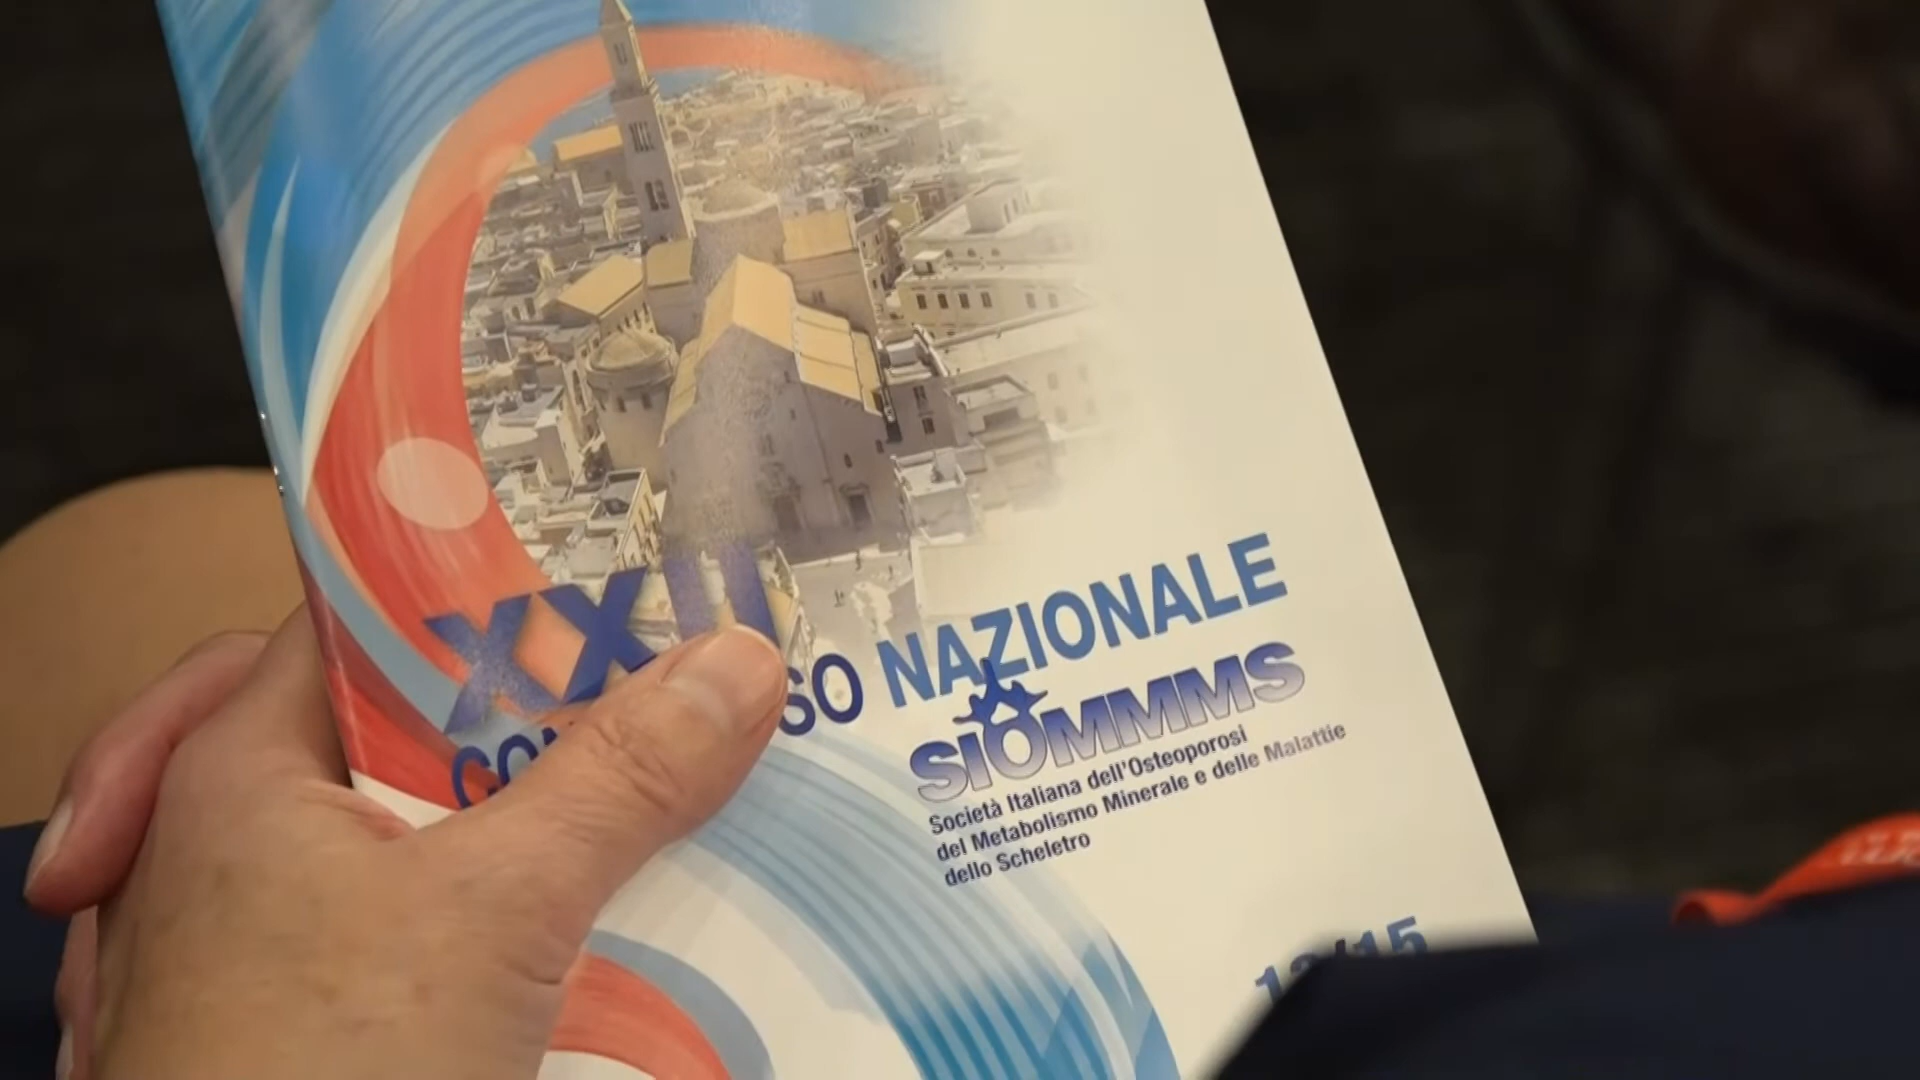 XXII
NAZIONALE
SIOMMMS
Società Italiana dell'Osteoporosi
del Metabolismo Minerale e delle Malattie
dello Scheletro